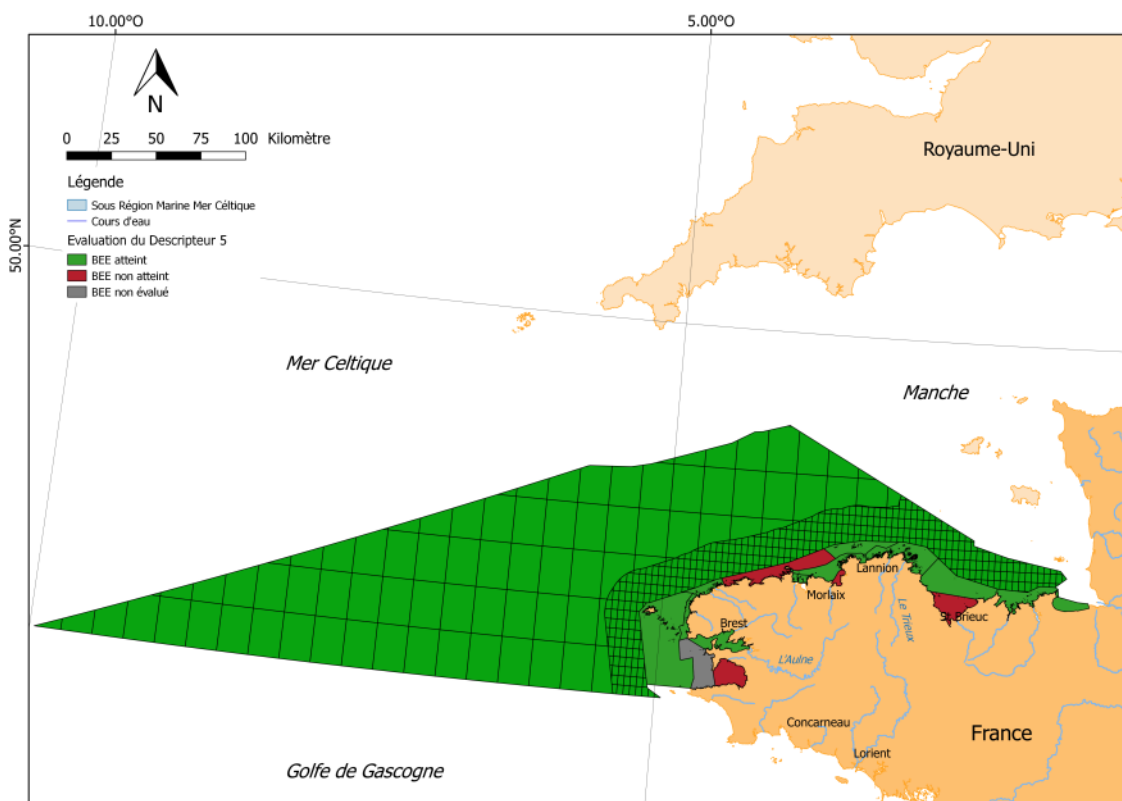 10.00°O
5.00°O
N
0 25 50 75 100 Kilomètre
Légende
Sous Région Marine Mer Céltique
Cours d'eau
Evaluation du Descripteur 5
BEE atteint
BEE non atteint
BEE non évalué
50.00°N
Royaume-Uni
Mer Celtique
Manche
Lannion
Morlaix
Le Trieux
St Brieuc
Brest
L'Aulne
Concarneau
Lorient
France
Golfe de Gascogne